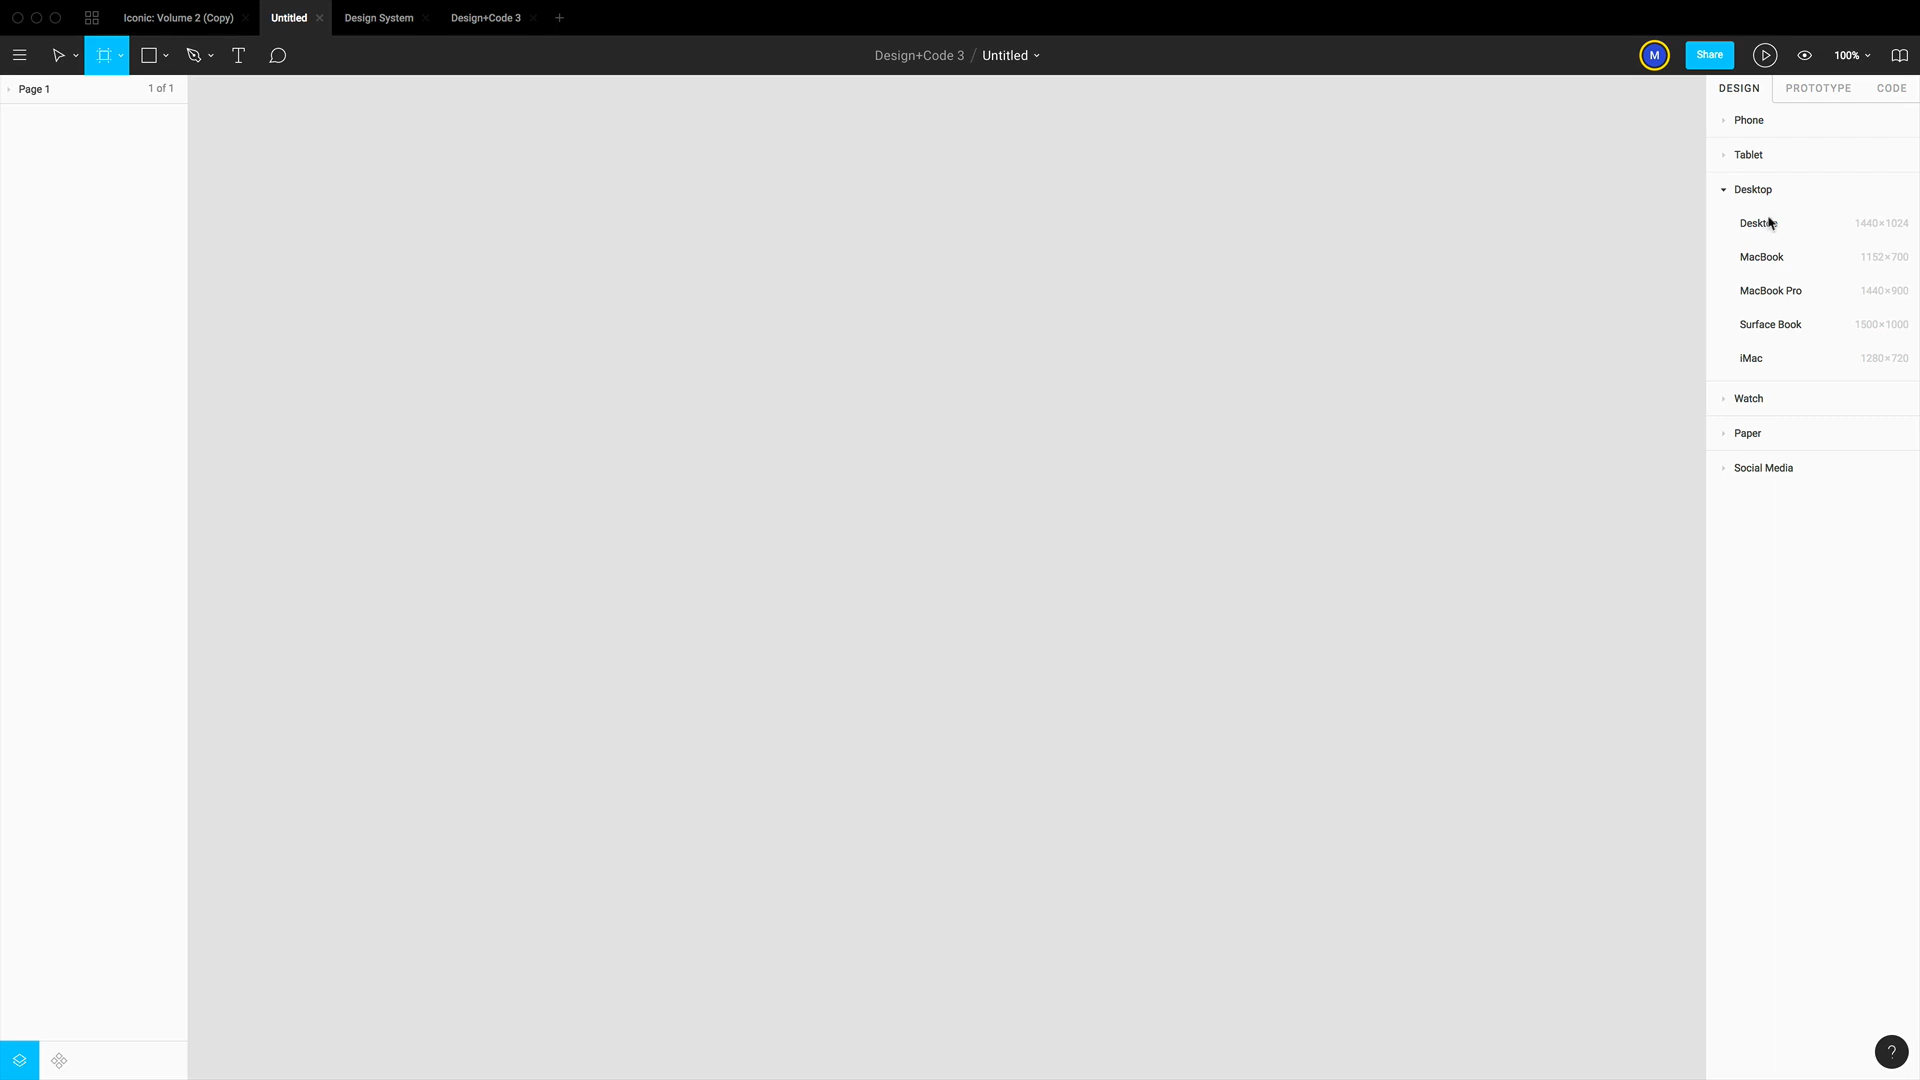 Iconic: Volume 2 (Copy) Untitled Design System Design+Code 3
Design+Code 3 / Untitled M Share 100%
Page 1 1 of 1
DESIGN PROTOTYPE CODE
Phone
Tablet
Desktop
Desktop 1440×1024
MacBook 1152×700
MacBook Pro 1440×900
Surface Book 1500×1000
iMac 1280×720
Watch
Paper
Social Media
?